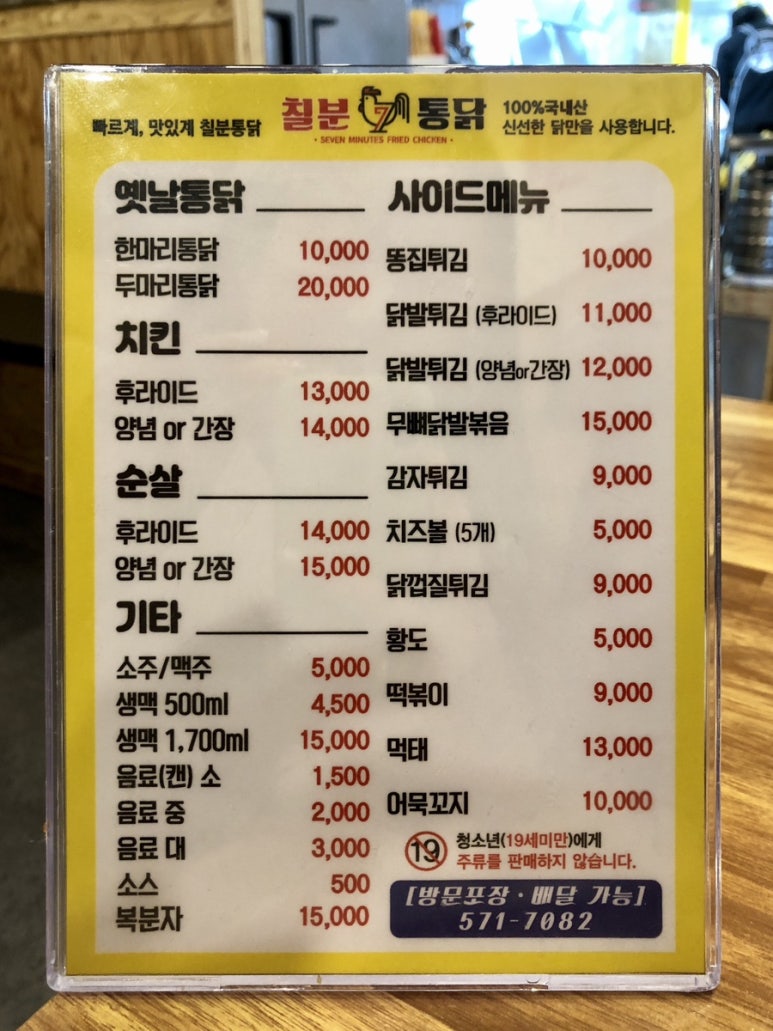 빠르게, 맛있게 칠분통닭
칠분 7 통닭
· SEVEN MINUTES FRIED CHICKEN ·
100%국내산
신선한 닭만을 사용합니다.
옛날통닭
한마리통닭 10,000
두마리통닭 20,000
치킨
후라이드 13,000
양념 or 간장 14,000
순살
후라이드 14,000
양념 or 간장 15,000
기타
소주/맥주 5,000
생맥 500ml 4,500
생맥 1,700ml 15,000
음료(캔) 소 1,500
음료 중 2,000
음료 대 3,000
소스 500
복분자 15,000
사이드메뉴
똥집튀김 10,000
닭발튀김 (후라이드) 11,000
닭발튀김 (양념or간장) 12,000
무뼈닭발볶음 15,000
감자튀김 9,000
치즈볼 (5개) 5,000
닭껍질튀김 9,000
황도 5,000
떡볶이 9,000
먹태 13,000
어묵꼬지 10,000
19 청소년(19세미만)에게
주류를 판매하지 않습니다.
[방문포장 · 배달 가능]
571-7082